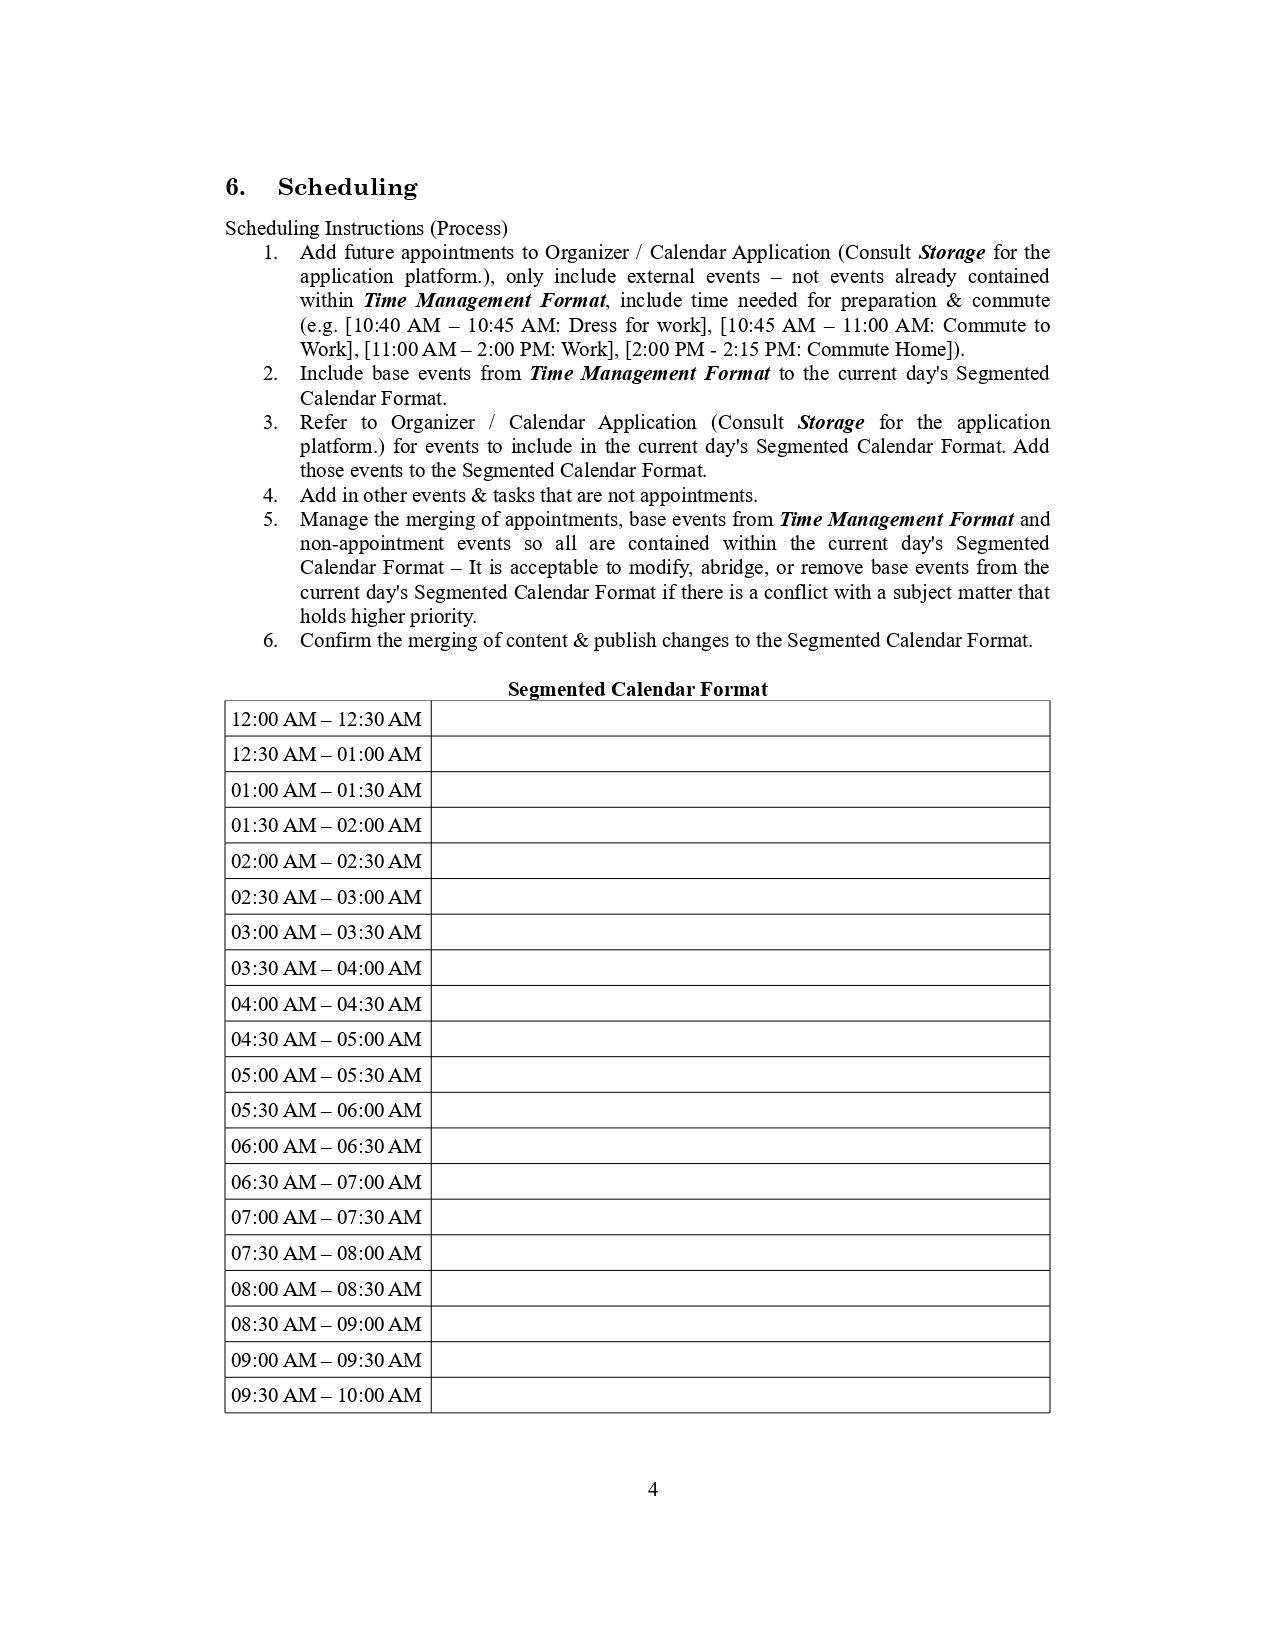 6. Scheduling
Scheduling Instructions (Process)
1. Add future appointments to Organizer / Calendar Application (Consult Storage for the
application platform.), only include external events – not events already contained
within Time Management Format, include time needed for preparation & commute
(e.g. [10:40 AM – 10:45 AM: Dress for work], [10:45 AM – 11:00 AM: Commute to
Work], [11:00 AM – 2:00 PM: Work], [2:00 PM - 2:15 PM: Commute Home]).
2. Include base events from Time Management Format to the current day's Segmented
Calendar Format.
3. Refer to Organizer / Calendar Application (Consult Storage for the application
platform.) for events to include in the current day's Segmented Calendar Format. Add
those events to the Segmented Calendar Format.
4. Add in other events & tasks that are not appointments.
5. Manage the merging of appointments, base events from Time Management Format and
non-appointment events so all are contained within the current day's Segmented
Calendar Format – It is acceptable to modify, abridge, or remove base events from the
current day's Segmented Calendar Format if there is a conflict with a subject matter that
holds higher priority.
6. Confirm the merging of content & publish changes to the Segmented Calendar Format.
Segmented Calendar Format
12:00 AM – 12:30 AM
12:30 AM – 01:00 AM
01:00 AM – 01:30 AM
01:30 AM – 02:00 AM
02:00 AM – 02:30 AM
02:30 AM – 03:00 AM
03:00 AM – 03:30 AM
03:30 AM – 04:00 AM
04:00 AM – 04:30 AM
04:30 AM – 05:00 AM
05:00 AM – 05:30 AM
05:30 AM – 06:00 AM
06:00 AM – 06:30 AM
06:30 AM – 07:00 AM
07:00 AM – 07:30 AM
07:30 AM – 08:00 AM
08:00 AM – 08:30 AM
08:30 AM – 09:00 AM
09:00 AM – 09:30 AM
09:30 AM – 10:00 AM
4